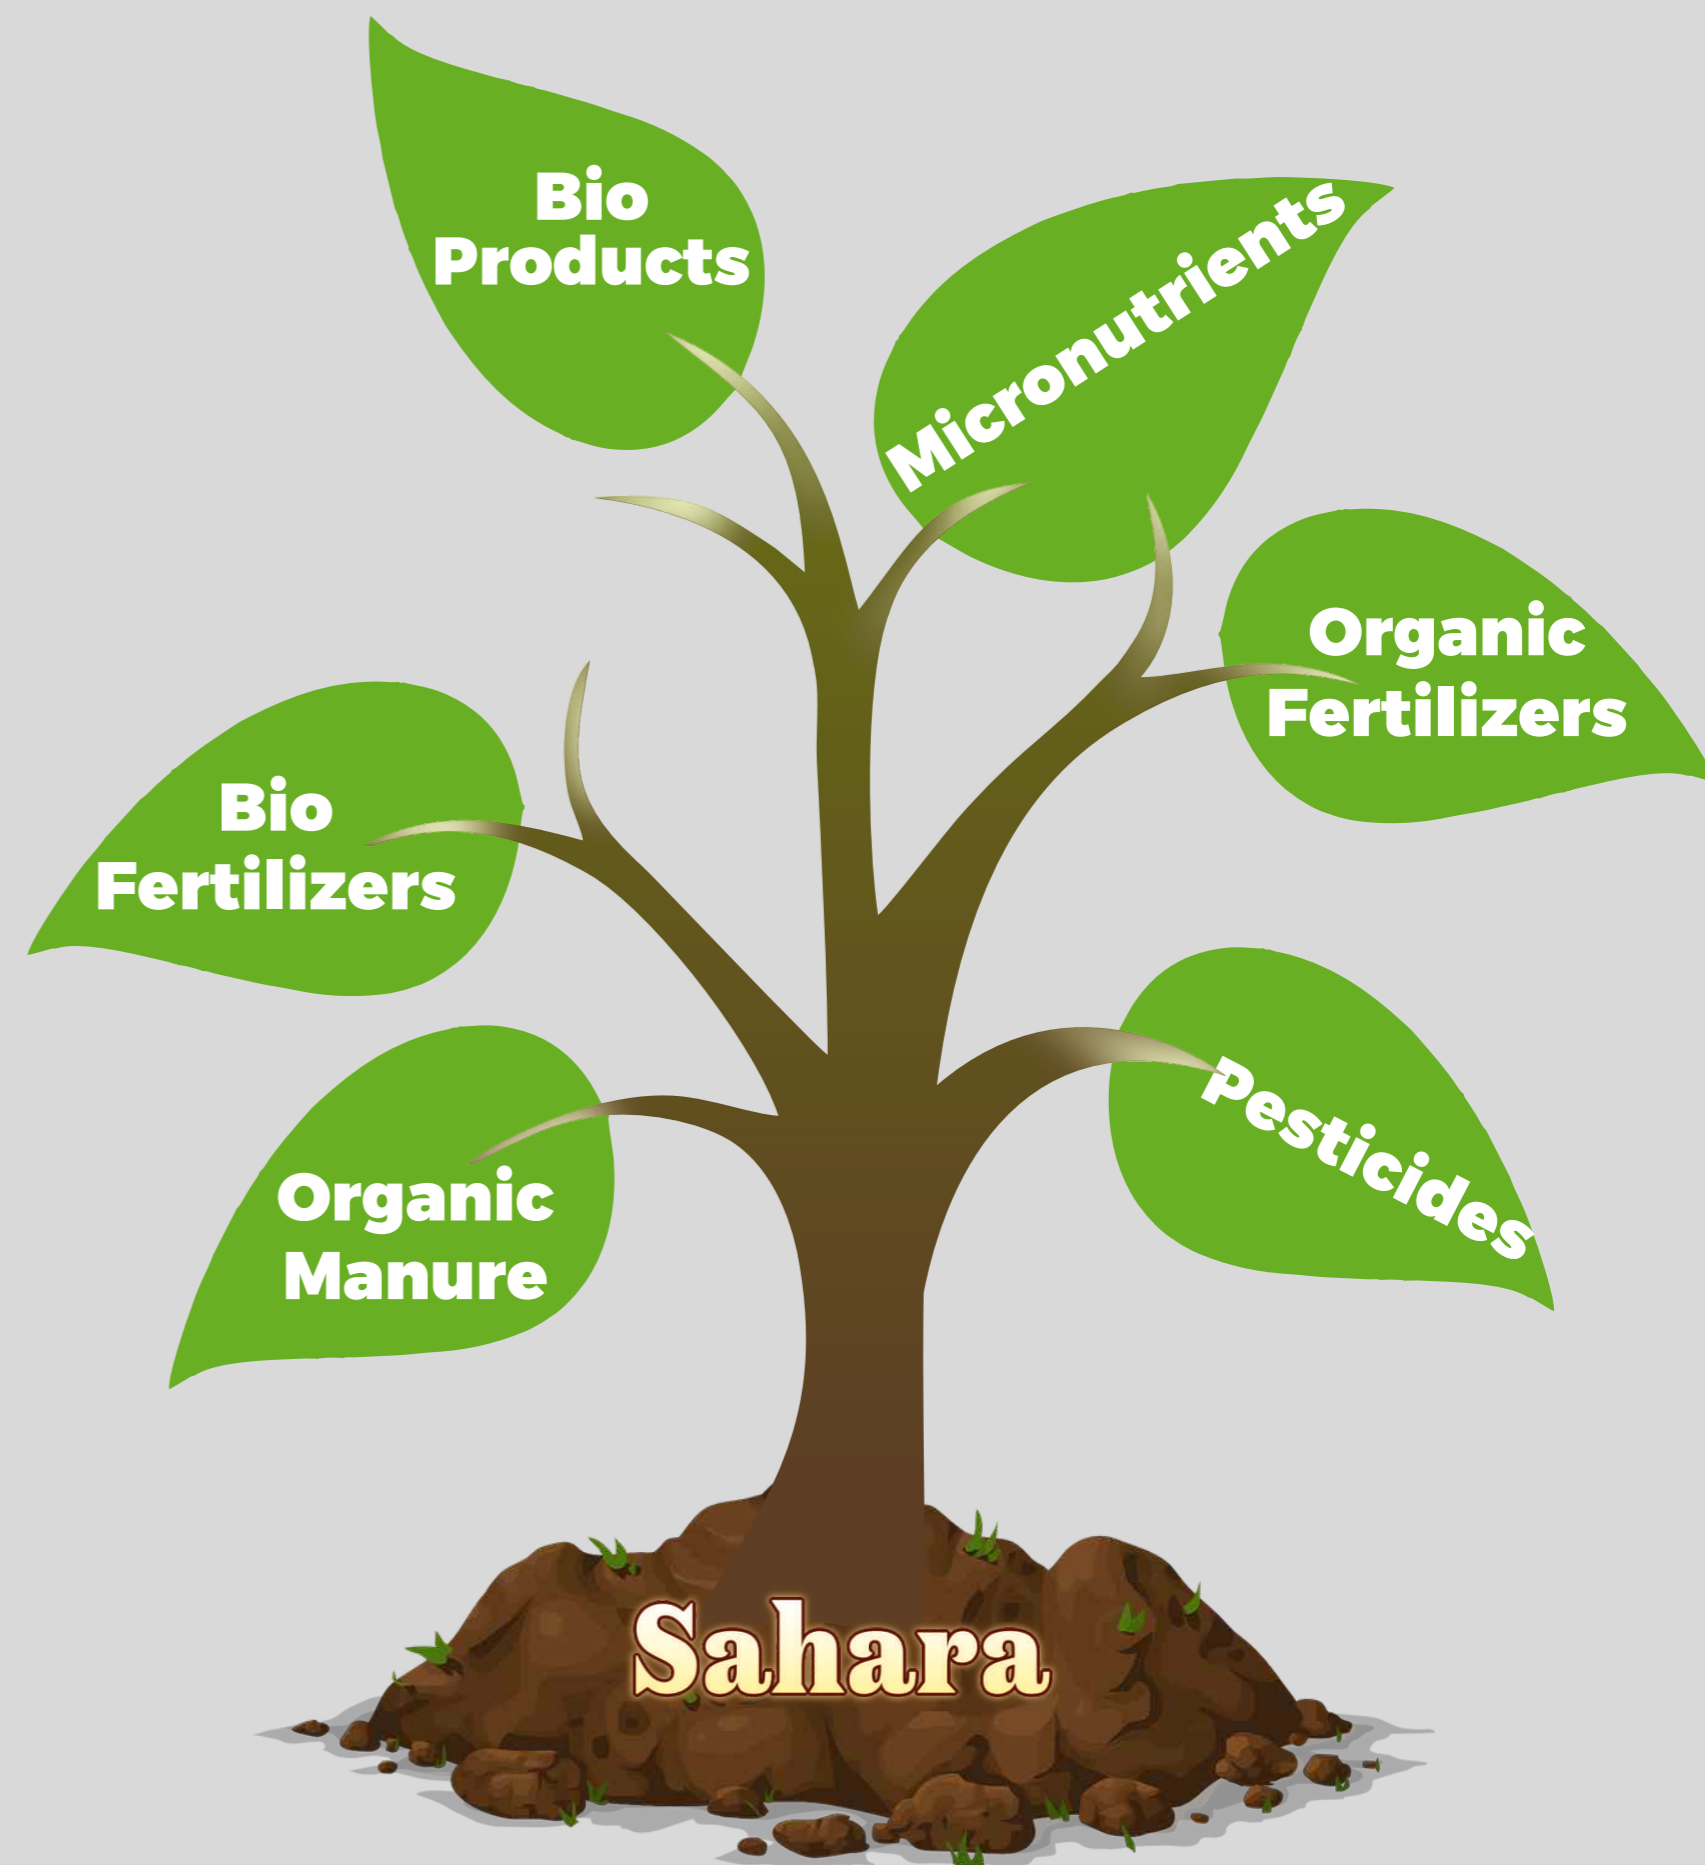 Bio
Products
Micronutrients
Organic
Fertilizers
Bio
Fertilizers
Pesticides
Organic
Manure
Sahara